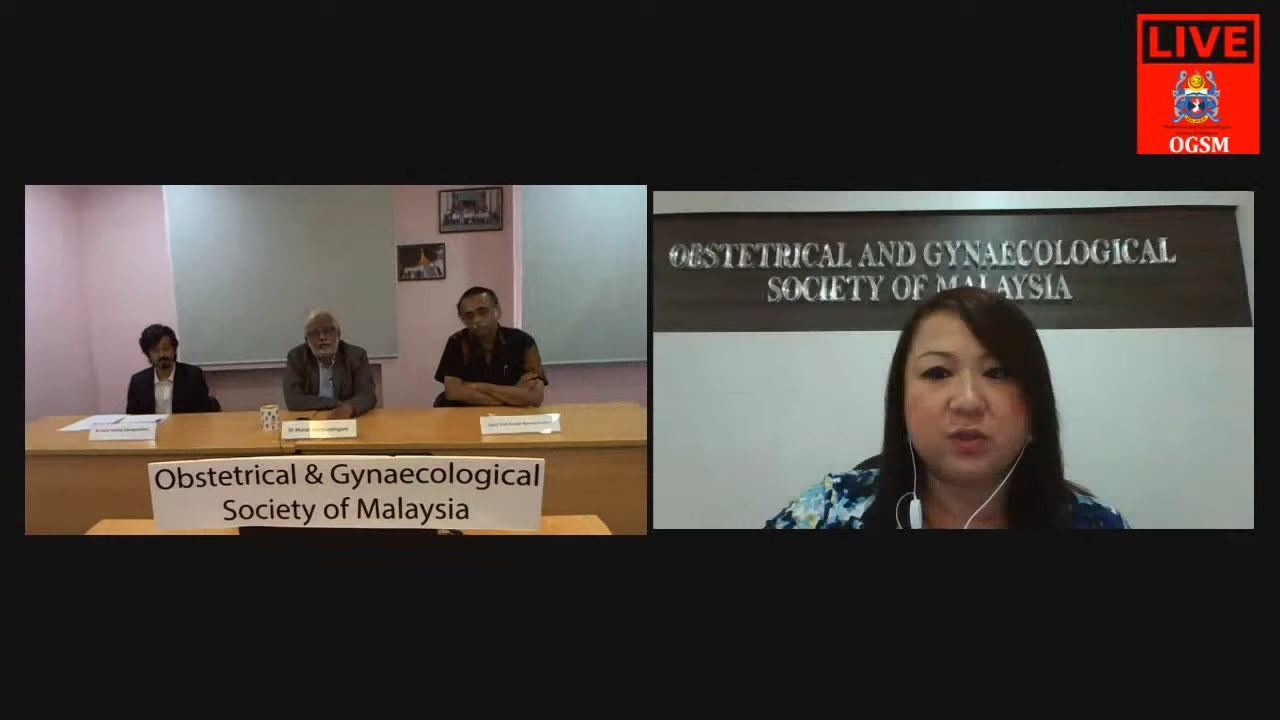 LIVE
OGSM
OBSTETRICAL AND GYNAECOLOGICAL
SOCIETY OF MALAYSIA
Obstetrical & Gynaecological
Society of Malaysia